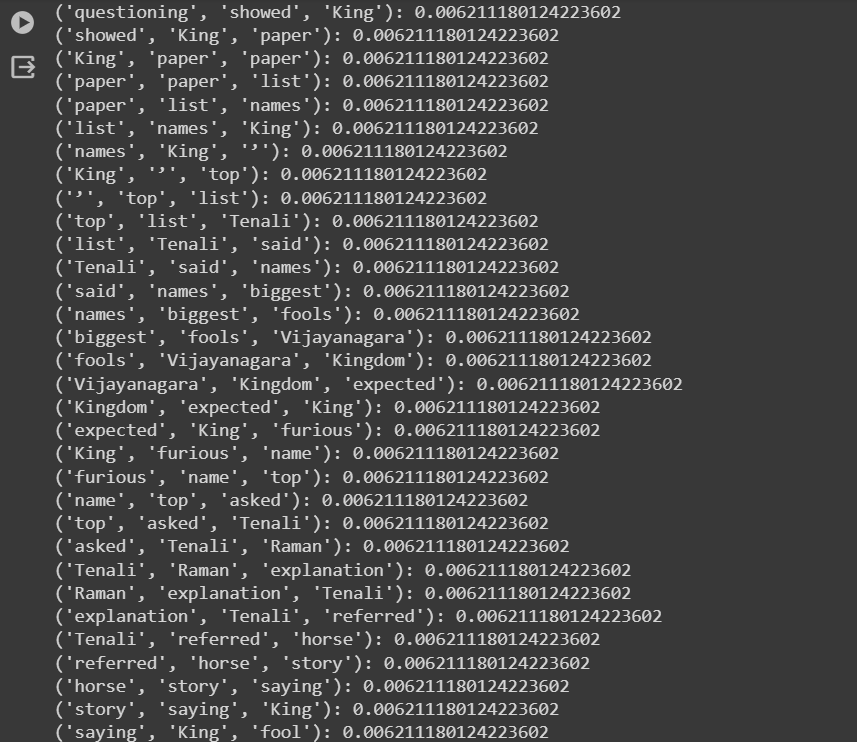 ('questioning', 'showed', 'King'): 0.006211180124223602
('showed', 'King', 'paper'): 0.006211180124223602
('King', 'paper', 'paper'): 0.006211180124223602
('paper', 'paper', 'list'): 0.006211180124223602
('paper', 'list', 'names'): 0.006211180124223602
('list', 'names', 'King'): 0.006211180124223602
('names', 'King', '’'): 0.006211180124223602
('King', '’', 'top'): 0.006211180124223602
('’', 'top', 'list'): 0.006211180124223602
('top', 'list', 'Tenali'): 0.006211180124223602
('list', 'Tenali', 'said'): 0.006211180124223602
('Tenali', 'said', 'names'): 0.006211180124223602
('said', 'names', 'biggest'): 0.006211180124223602
('names', 'biggest', 'fools'): 0.006211180124223602
('biggest', 'fools', 'Vijayanagara'): 0.006211180124223602
('fools', 'Vijayanagara', 'Kingdom'): 0.006211180124223602
('Vijayanagara', 'Kingdom', 'expected'): 0.006211180124223602
('Kingdom', 'expected', 'King'): 0.006211180124223602
('expected', 'King', 'furious'): 0.006211180124223602
('King', 'furious', 'name'): 0.006211180124223602
('furious', 'name', 'top'): 0.006211180124223602
('name', 'top', 'asked'): 0.006211180124223602
('top', 'asked', 'Tenali'): 0.006211180124223602
('asked', 'Tenali', 'Raman'): 0.006211180124223602
('Tenali', 'Raman', 'explanation'): 0.006211180124223602
('Raman', 'explanation', 'Tenali'): 0.006211180124223602
('explanation', 'Tenali', 'referred'): 0.006211180124223602
('Tenali', 'referred', 'horse'): 0.006211180124223602
('referred', 'horse', 'story'): 0.006211180124223602
('horse', 'story', 'saying'): 0.006211180124223602
('story', 'saying', 'King'): 0.006211180124223602
('saying', 'King', 'fool'): 0.006211180124223602